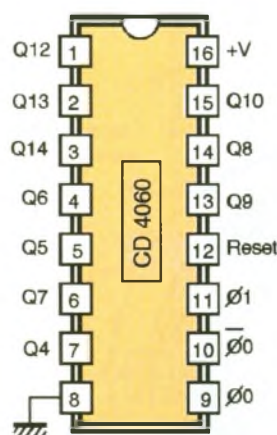 Q12 1 16 +V
Q13 2 15 Q10
Q14 3 14 Q8
Q6 4 13 Q9
Q5 5 12 Reset
Q7 6 11 Ø1
Q4 7 10 Ø̅0
8 9 Ø0
CD 4060